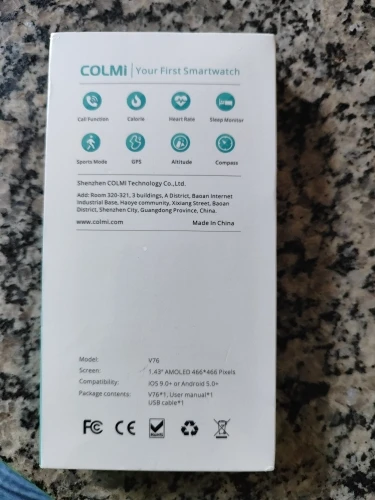 COLMi | Your First Smartwatch
Call Function Calorie Heart Rate Sleep Monitor
Sports Mode GPS Altitude Compass
Shenzhen COLMI Technology Co.,Ltd.
Add: Room 320-321, 3 buildings, A District, Baoan Internet
Industrial Base, Haoye community, Xixiang Street, Baoan
District, Shenzhen City, Guangdong Province, China.
www.colmi.com Made In China
Model: V76
Screen: 1.43" AMOLED 466*466 Pixels
Compatibility: iOS 9.0+ or Android 5.0+
Package contents: V76*1, User manual*1
USB cable*1
FC CE RoHS